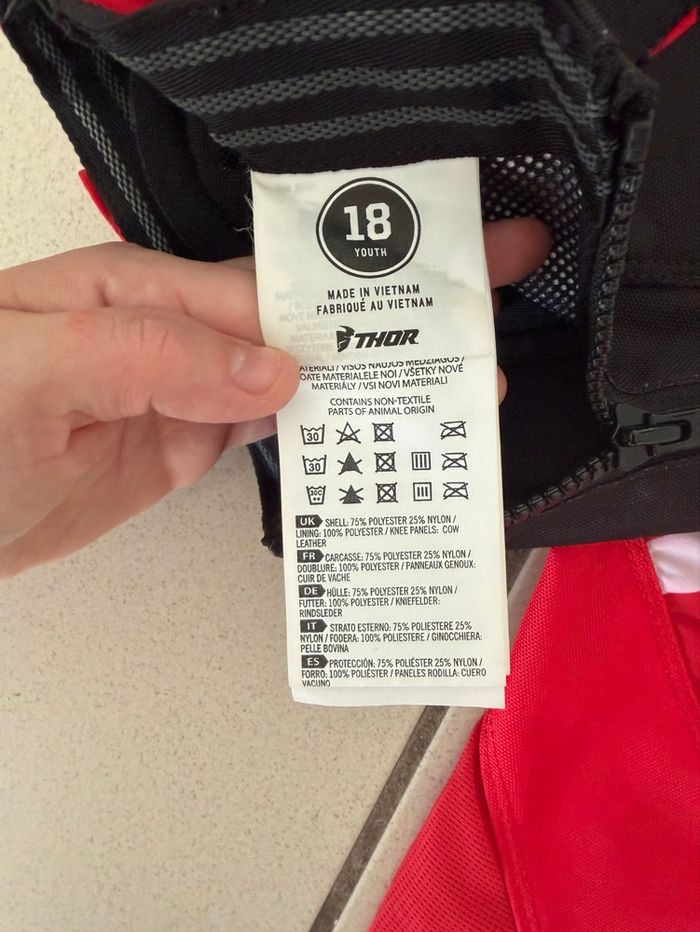 18
YOUTH
MADE IN VIETNAM
FABRIQUÉ AU VIETNAM
THOR
ATERIALI / VISOS NAUJOS MEDŽIAGOS /
OATE MATERIALELE NOI / VŠETKY NOVÉ
MATERIÁLY / VSI NOVI MATERIALI
CONTAINS NON-TEXTILE
PARTS OF ANIMAL ORIGIN
30
30
30C
UK SHELL: 75% POLYESTER 25% NYLON /
LINING: 100% POLYESTER / KNEE PANELS: COW
LEATHER
FR CARCASSE: 75% POLYESTER 25% NYLON /
DOUBLURE: 100% POLYESTER / PANNEAUX GENOUX:
CUIR DE VACHE
DE HÜLLE: 75% POLYESTER 25% NYLON /
FUTTER: 100% POLYESTER / KNIEFELDER:
RINDSLEDER
IT STRATO ESTERNO: 75% POLIESTERE 25%
NYLON / FODERA: 100% POLIESTERE / GINOCCHIERA:
PELLE BOVINA
ES PROTECCIÓN: 75% POLIÉSTER 25% NYLON /
FORRO: 100% POLIÉSTER / PANELES RODILLA: CUERO
VACUNO